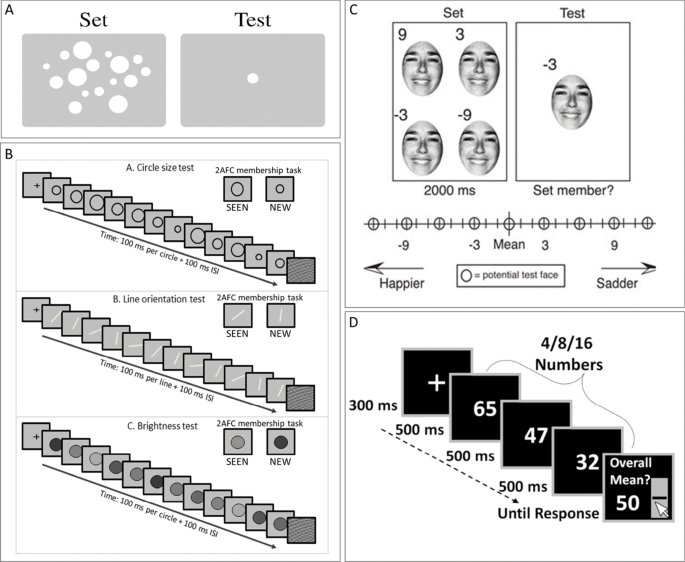 A
Set
Test
B
A. Circle size test
2AFC membership task
+
SEEN
NEW
Time: 100 ms per circle + 100 ms ISI
B. Line orientation test
2AFC membership task
+
SEEN
NEW
Time: 100 ms per line + 100 ms ISI
C. Brightness test
2AFC membership task
+
SEEN
NEW
Time: 100 ms per circle + 100 ms ISI
C
Set
Test
9
3
-3
-9
-3
2000 ms
Set member?
-9
-3
Mean
3
9
Happier
= potential test face
Sadder
D
4/8/16
Numbers
+
300 ms
65
500 ms
47
500 ms
32
500 ms
Overall
Mean?
50
Until Response